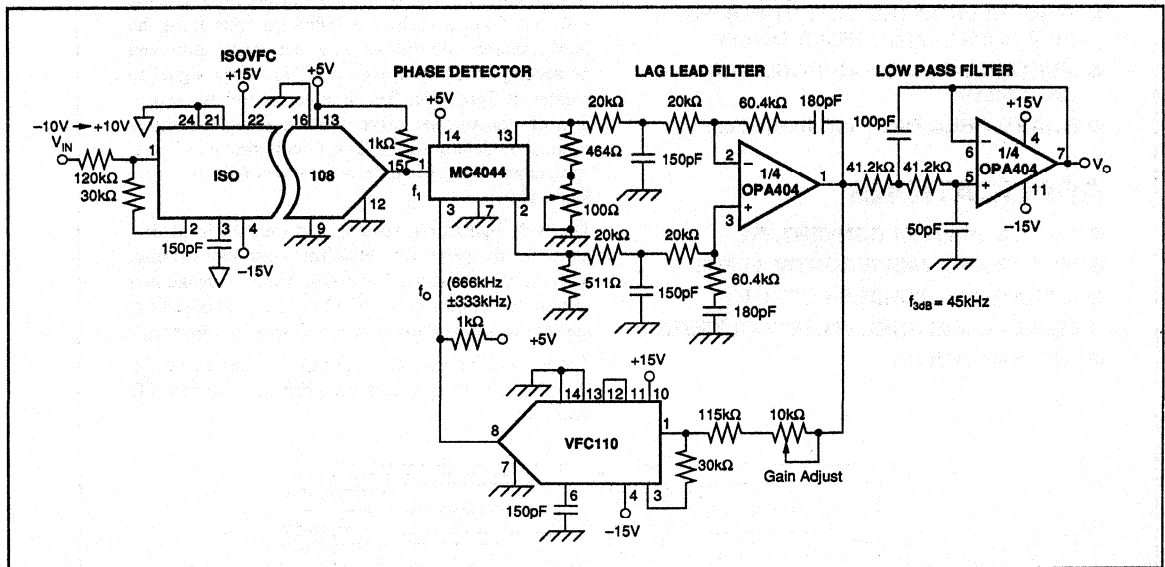 ISOVFC
+15V
+5V
PHASE DETECTOR
LAG LEAD FILTER
LOW PASS FILTER
–10V → +10V
VIN
120kΩ
30kΩ
1
24
21
22
16
13
ISO
108
2
3
4
9
12
15
150pF
–15V
1kΩ
f1
1
+5V
14
13
MC4044
3
7
2
464Ω
100Ω
511Ω
20kΩ
20kΩ
150pF
60.4kΩ
180pF
2
1/4
OPA404
1
3
20kΩ
20kΩ
150pF
60.4kΩ
180pF
41.2kΩ
41.2kΩ
100pF
50pF
+15V
4
6
1/4
OPA404
5
7
VO
11
–15V
f3dB = 45kHz
fO
(666kHz
±333kHz)
1kΩ
+5V
+15V
14
13
12
11
10
8
VFC110
1
7
6
4
3
150pF
–15V
30kΩ
115kΩ
10kΩ
Gain Adjust